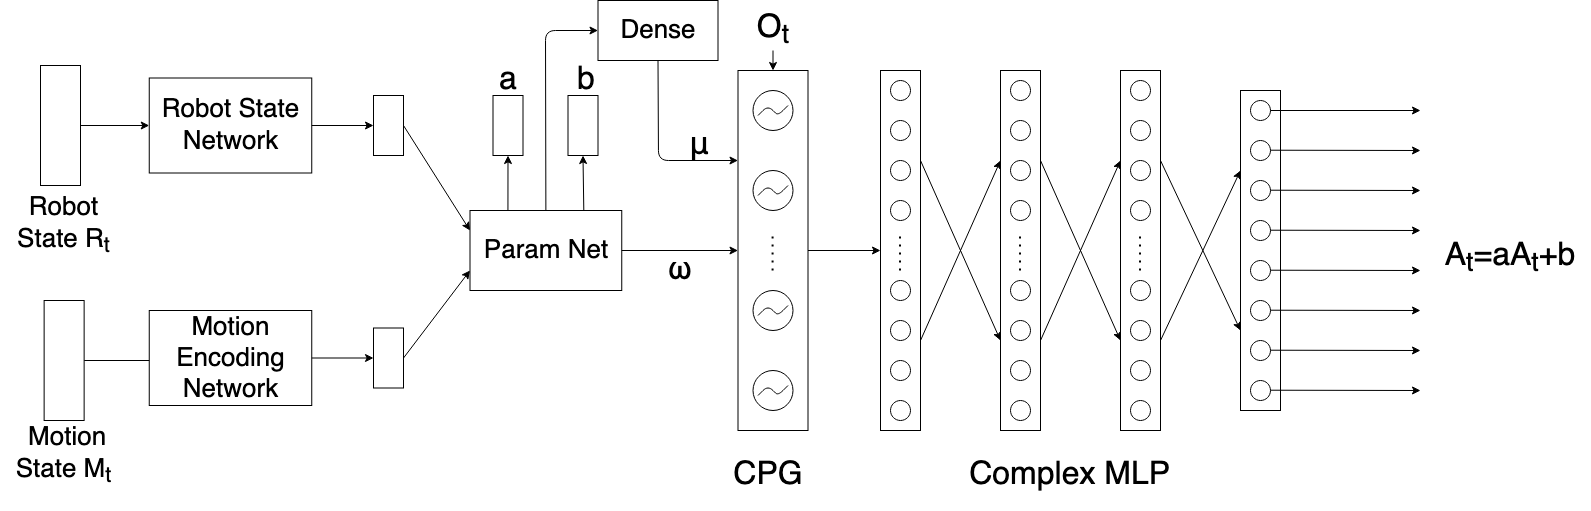 Dense
O_t
a
b
Robot State
Network
μ
Robot
State R_t
Param Net
ω
A_t=aA_t+b
Motion
Encoding
Network
Motion
State M_t
CPG
Complex MLP